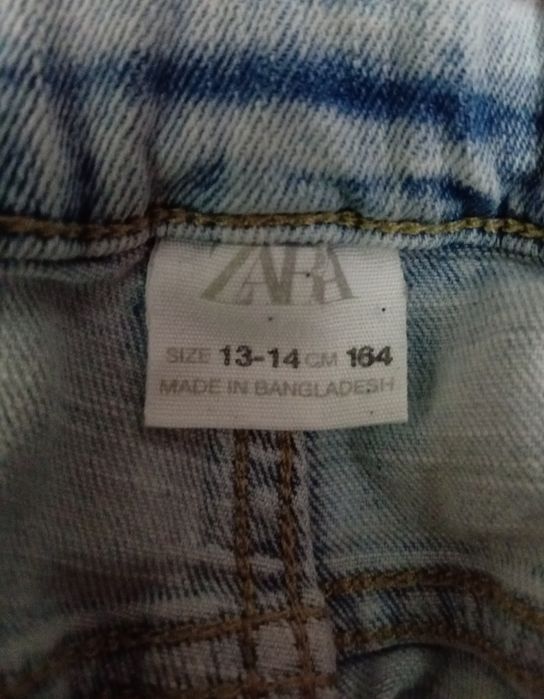 ZARA
SIZE 13-14 CM 164
MADE IN BANGLADESH